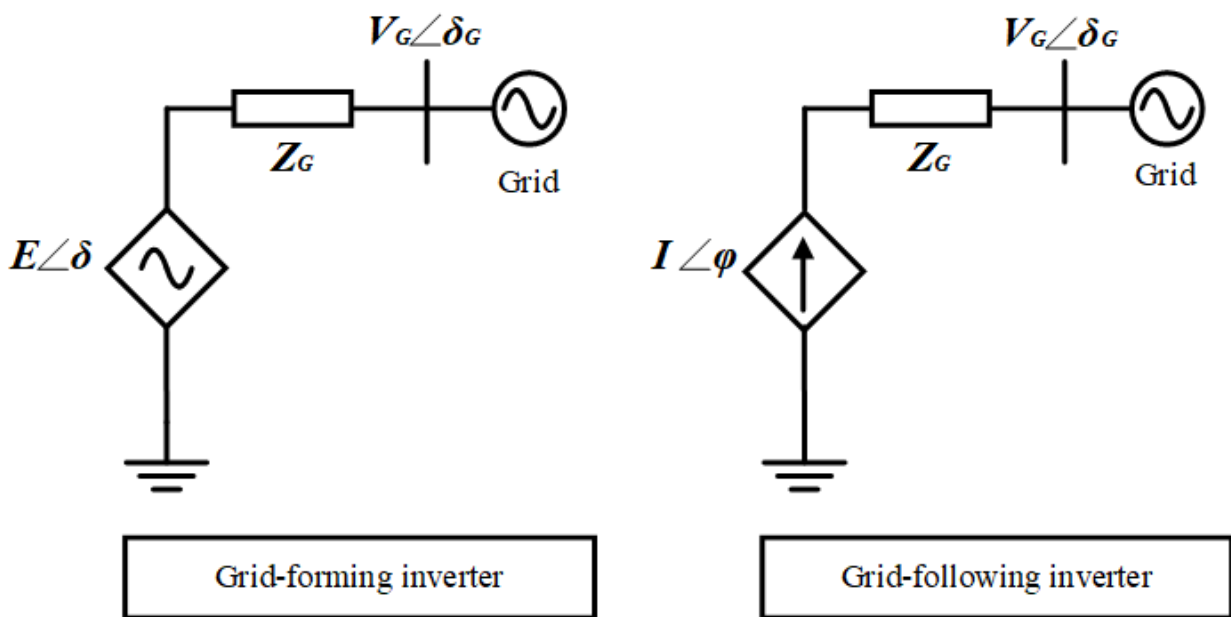 V_G∠δ_G
Z_G
Grid
E∠δ
Grid-forming inverter
V_G∠δ_G
Z_G
Grid
I∠φ
Grid-following inverter